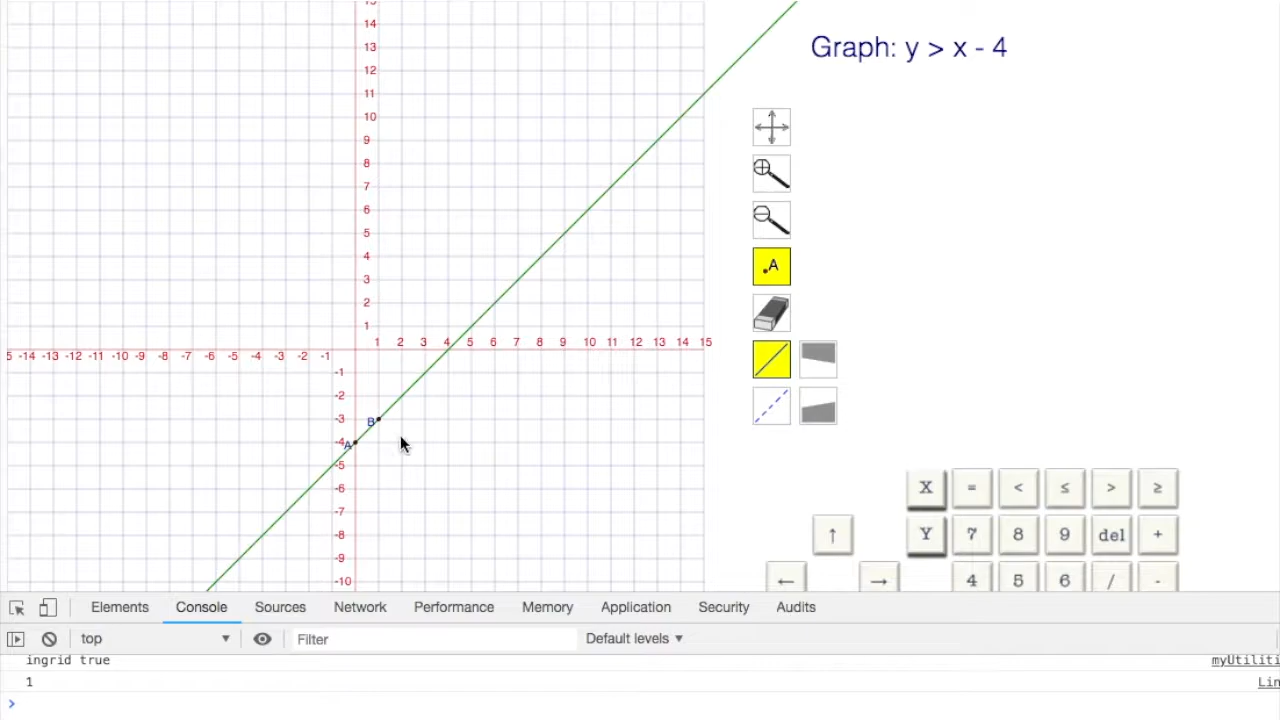 Graph: y > x - 4
15
14
13
12
11
10
9
8
7
6
5
4
3
2
1
1 2 3 4 5 6 7 8 9 10 11 12 13 14 15
5 -14 -13 -12 -11 -10 -9 -8 -7 -6 -5 -4 -3 -2 -1
-1
-2
-3
B
-4
A
-5
-6
-7
-8
-9
-10
A
X = < ≤ > ≥
↑ Y 7 8 9 del +
← → 4 5 6 / -
Elements Console Sources Network Performance Memory Application Security Audits
top Filter Default levels
ingrid true myUtiliti
1 Lin